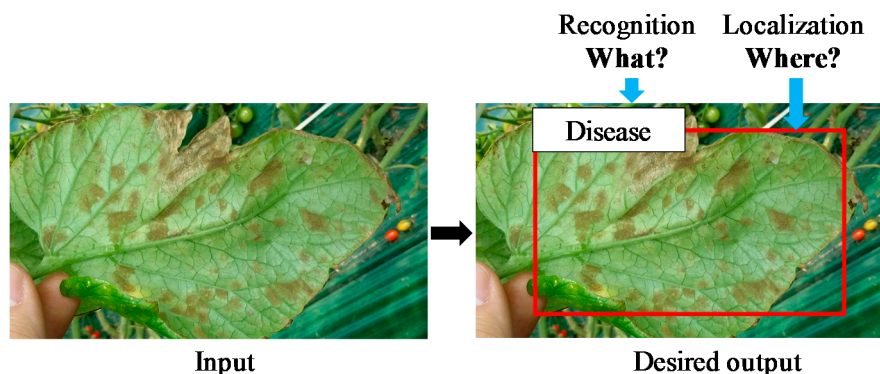 Recognition
What?
Localization
Where?
Disease
Input
Desired output